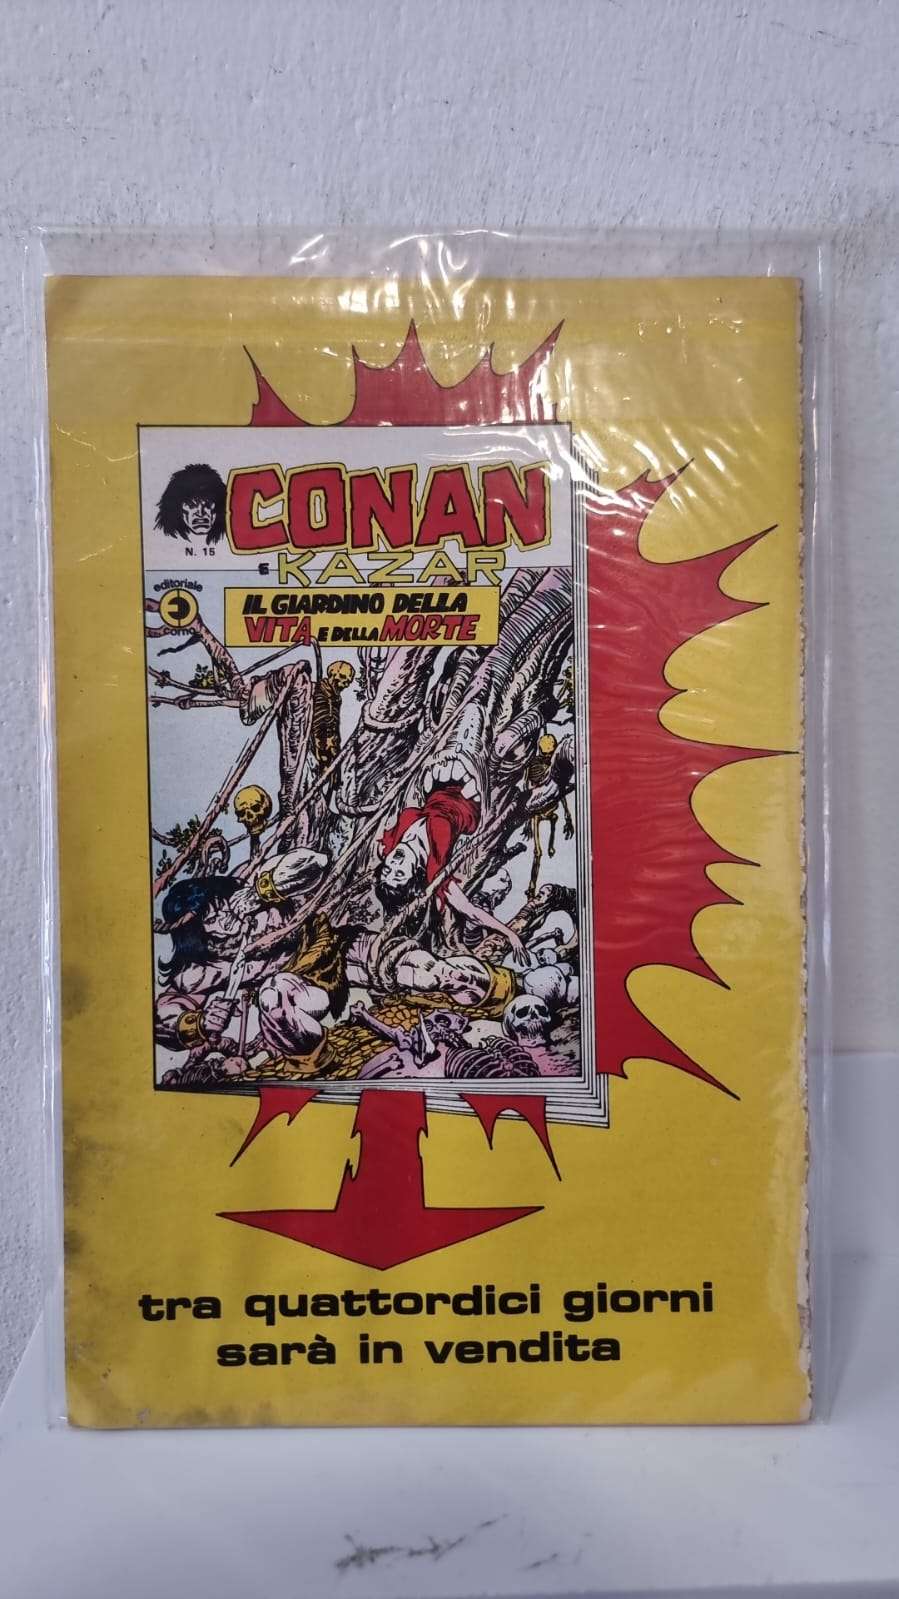 CONAN
N. 15
E KAZAR
editoriale
corno
IL GIARDINO DELLA
VITA E DELLA MORTE
tra quattordici giorni
sarà in vendita